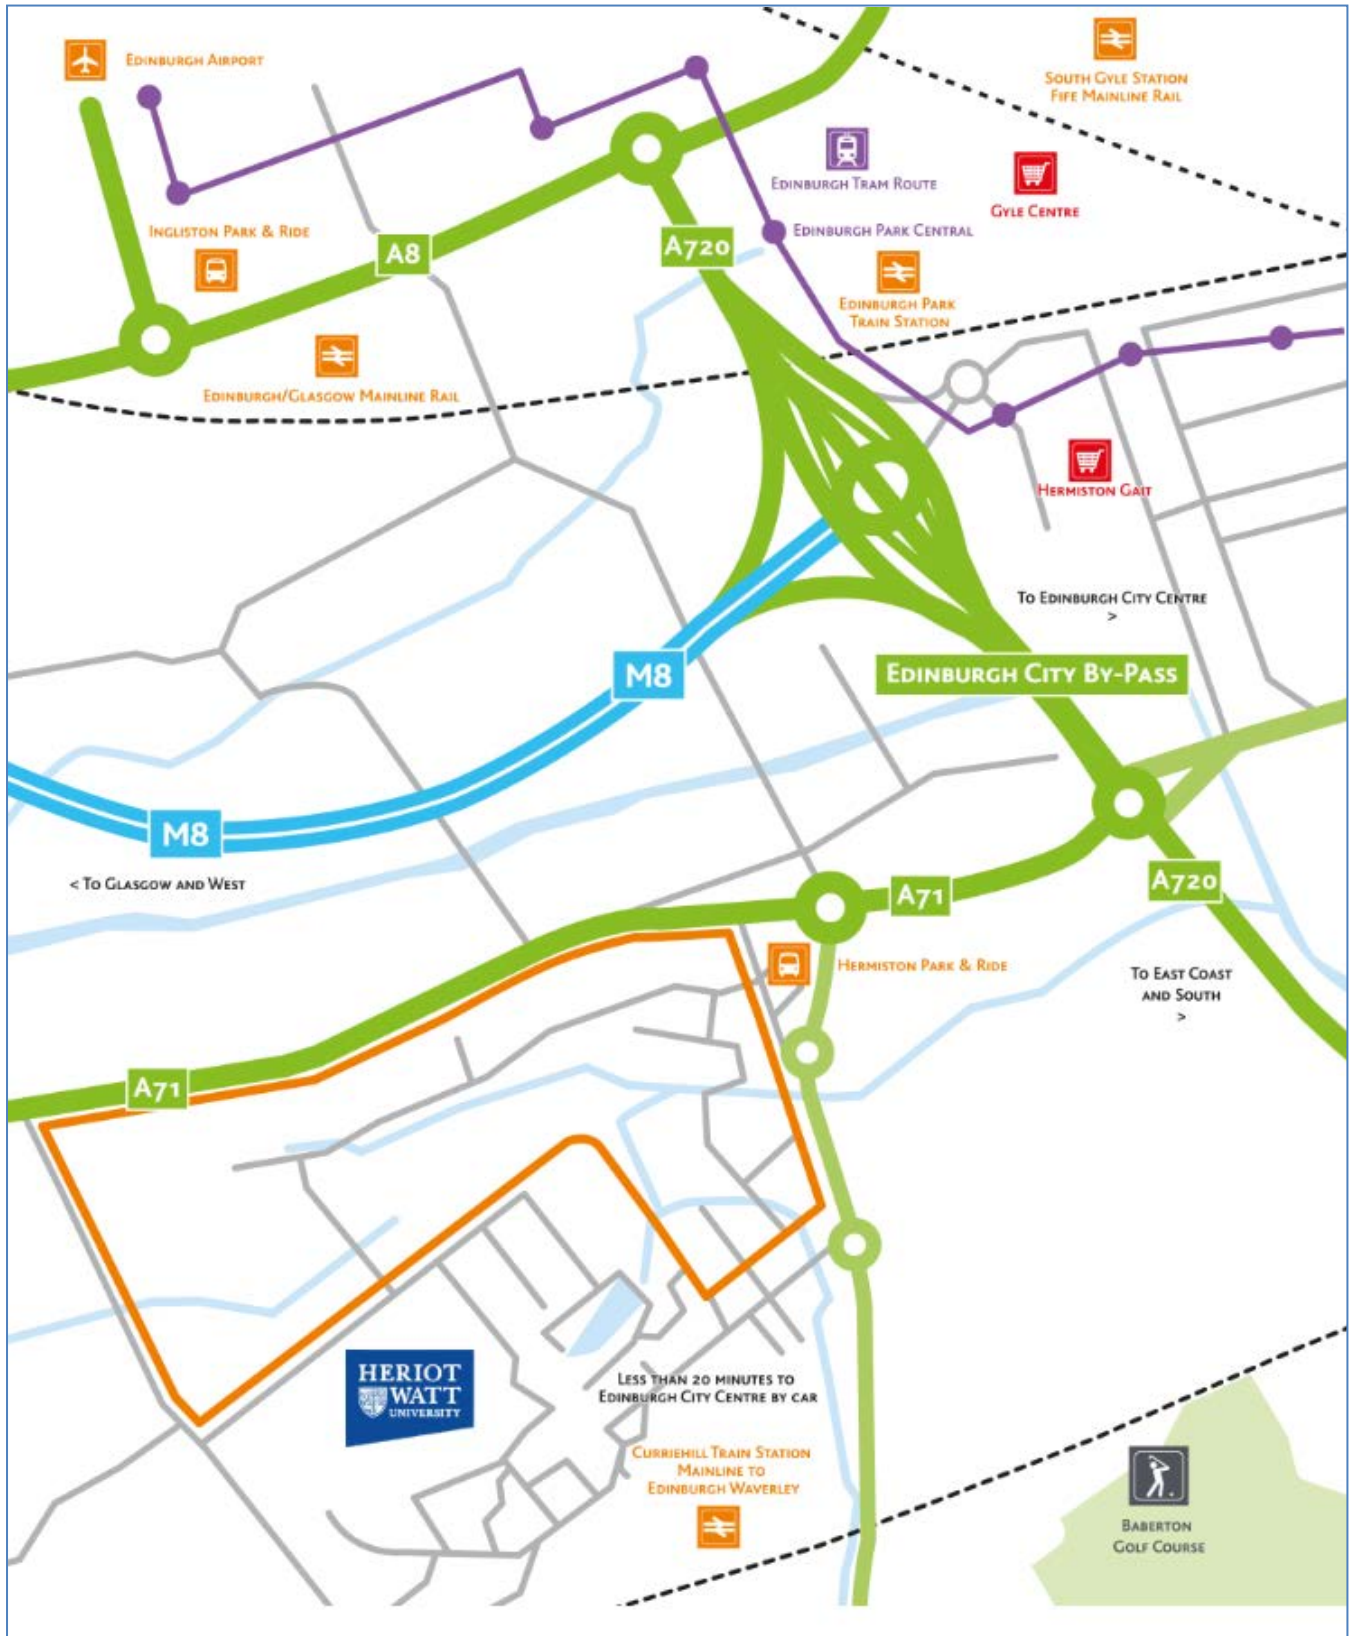 EDINBURGH AIRPORT
SOUTH GYLE STATION
FIFE MAINLINE RAIL
EDINBURGH TRAM ROUTE
GYLE CENTRE
INGLISTON PARK & RIDE
EDINBURGH PARK CENTRAL
A8
A720
EDINBURGH PARK
TRAIN STATION
EDINBURGH/GLASGOW MAINLINE RAIL
HERMISTON GAIT
TO EDINBURGH CITY CENTRE
>
M8
EDINBURGH CITY BY-PASS
M8
< TO GLASGOW AND WEST
A71
A720
HERMISTON PARK & RIDE
TO EAST COAST
AND SOUTH
>
A71
HERIOT
WATT
UNIVERSITY
LESS THAN 20 MINUTES TO
EDINBURGH CITY CENTRE BY CAR
CURRIEHILL TRAIN STATION
MAINLINE TO
EDINBURGH WAVERLEY
BABERTON
GOLF COURSE